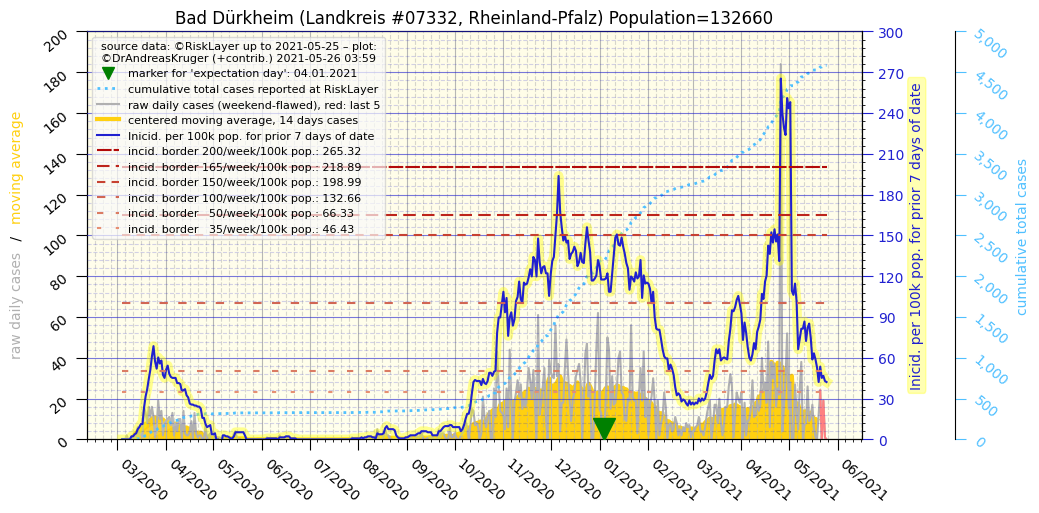 Bad Dürkheim (Landkreis #07332, Rheinland-Pfalz) Population=132660
source data: ©RiskLayer up to 2021-05-25 – plot:
©DrAndreasKruger (+contrib.) 2021-05-26 03:59
marker for 'expectation day': 04.01.2021
cumulative total cases reported at RiskLayer
raw daily cases (weekend-flawed), red: last 5
centered moving average, 14 days cases
Inicid. per 100k pop. for prior 7 days of date
incid. border 200/week/100k pop.: 265.32
incid. border 165/week/100k pop.: 218.89
incid. border 150/week/100k pop.: 198.99
incid. border 100/week/100k pop.: 132.66
incid. border   50/week/100k pop.: 66.33
incid. border   35/week/100k pop.: 46.43
raw daily cases  /  moving average
200
180
160
140
120
100
80
60
40
20
0
300
270
240
210
180
150
120
90
60
30
0
Inicid. per 100k pop. for prior 7 days of date
5,000
4,500
4,000
3,500
3,000
2,500
2,000
1,500
1,000
500
0
cumulative total cases
03/2020
04/2020
05/2020
06/2020
07/2020
08/2020
09/2020
10/2020
11/2020
12/2020
01/2021
02/2021
03/2021
04/2021
05/2021
06/2021